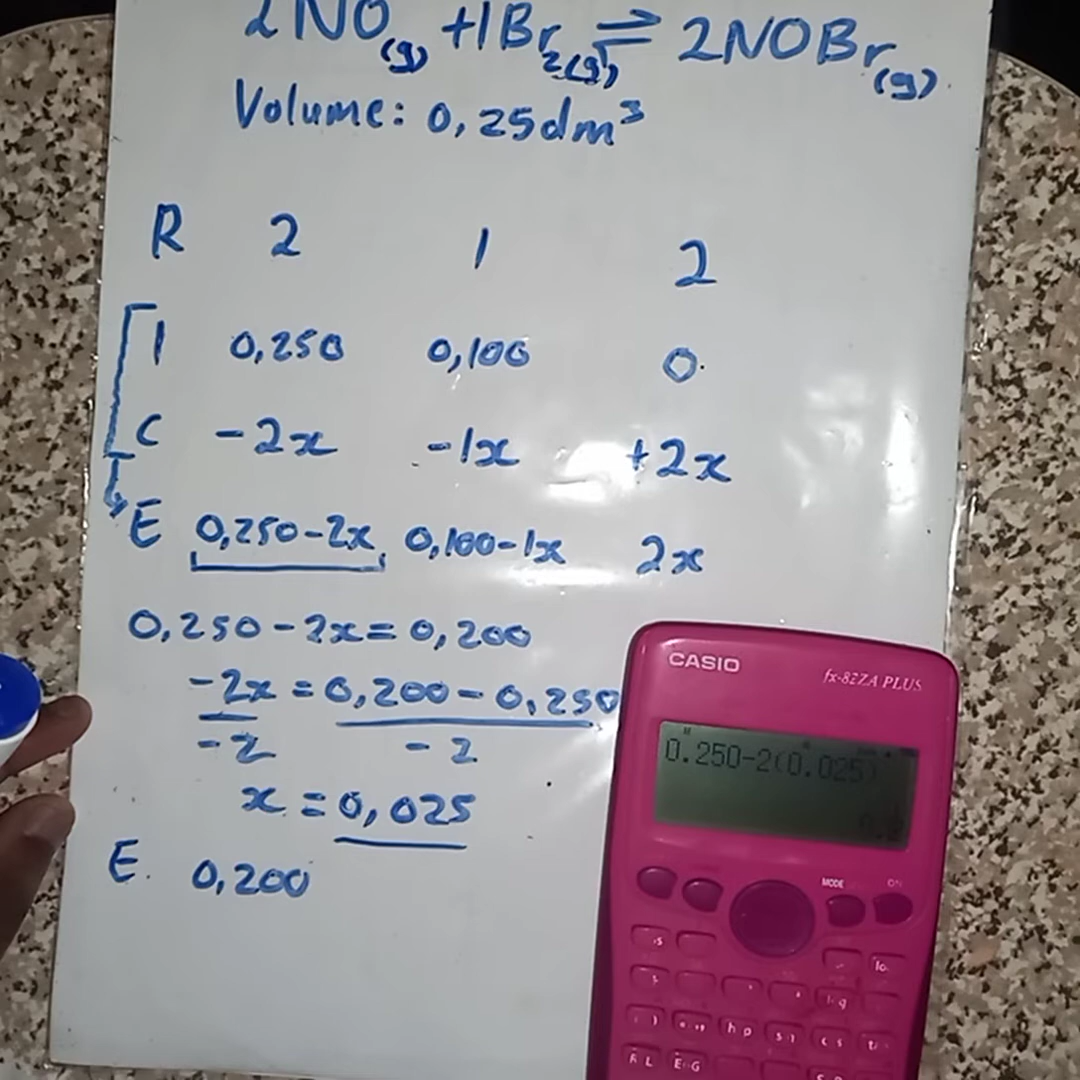 2NO(g) + 1Br2(g) ⇌ 2NOBr(g)
Volume: 0,25dm³
R 2 1 2
I 0,250 0,100 0
C -2x -1x +2x
E 0,250-2x 0,100-1x 2x
0,250-2x=0,200
-2x = 0,200-0,250
-2 -2
x = 0,025
E. 0,200
CASIO
fx-82ZA PLUS
0.250-2(0.025)
MODE ON